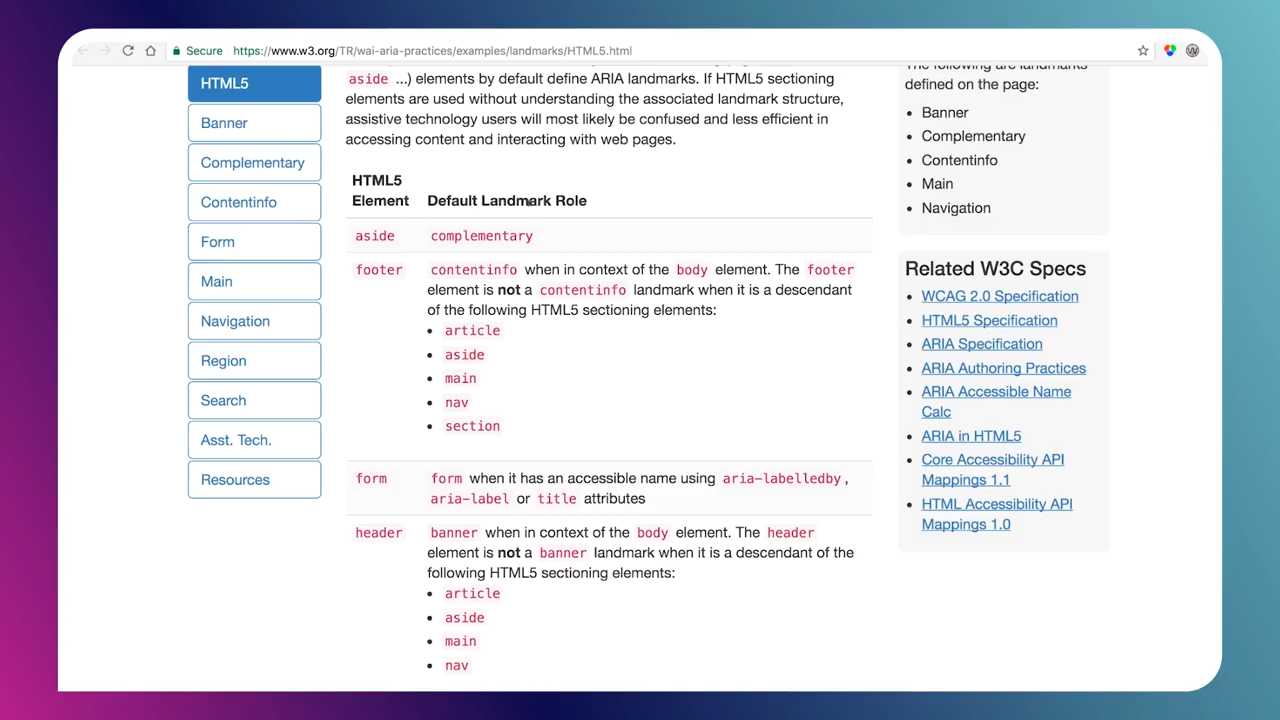 Secure https://www.w3.org/TR/wai-aria-practices/examples/landmarks/HTML5.html
HTML5
Banner
Complementary
Contentinfo
Form
Main
Navigation
Region
Search
Asst. Tech.
Resources
aside ...) elements by default define ARIA landmarks. If HTML5 sectioning
elements are used without understanding the associated landmark structure,
assistive technology users will most likely be confused and less efficient in
accessing content and interacting with web pages.
HTML5
Element Default Landmark Role
aside complementary
footer contentinfo when in context of the body element. The footer
element is not a contentinfo landmark when it is a descendant
of the following HTML5 sectioning elements:
• article
• aside
• main
• nav
• section
form form when it has an accessible name using aria-labelledby,
aria-label or title attributes
header banner when in context of the body element. The header
element is not a banner landmark when it is a descendant of the
following HTML5 sectioning elements:
• article
• aside
• main
• nav
The following are landmarks
defined on the page:
• Banner
• Complementary
• Contentinfo
• Main
• Navigation
Related W3C Specs
• WCAG 2.0 Specification
• HTML5 Specification
• ARIA Specification
• ARIA Authoring Practices
• ARIA Accessible Name
Calc
• ARIA in HTML5
• Core Accessibility API
Mappings 1.1
• HTML Accessibility API
Mappings 1.0